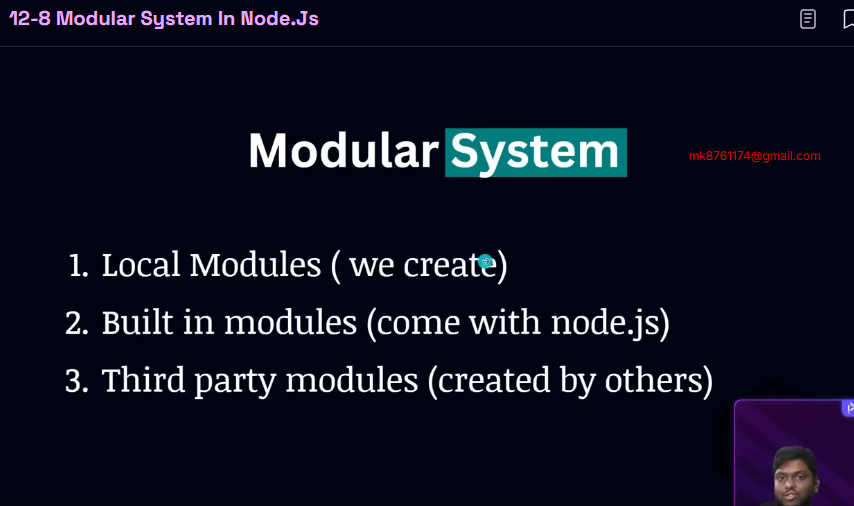 12-8 Modular System In Node.Js
Modular System
mk8761174@gmail.com
1. Local Modules ( we create)
2. Built in modules (come with node.js)
3. Third party modules (created by others)